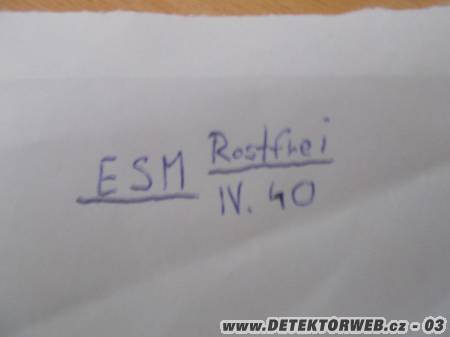 ESM Rostfrei
IV. 40
www.DETEKTORWEB.cz - 03